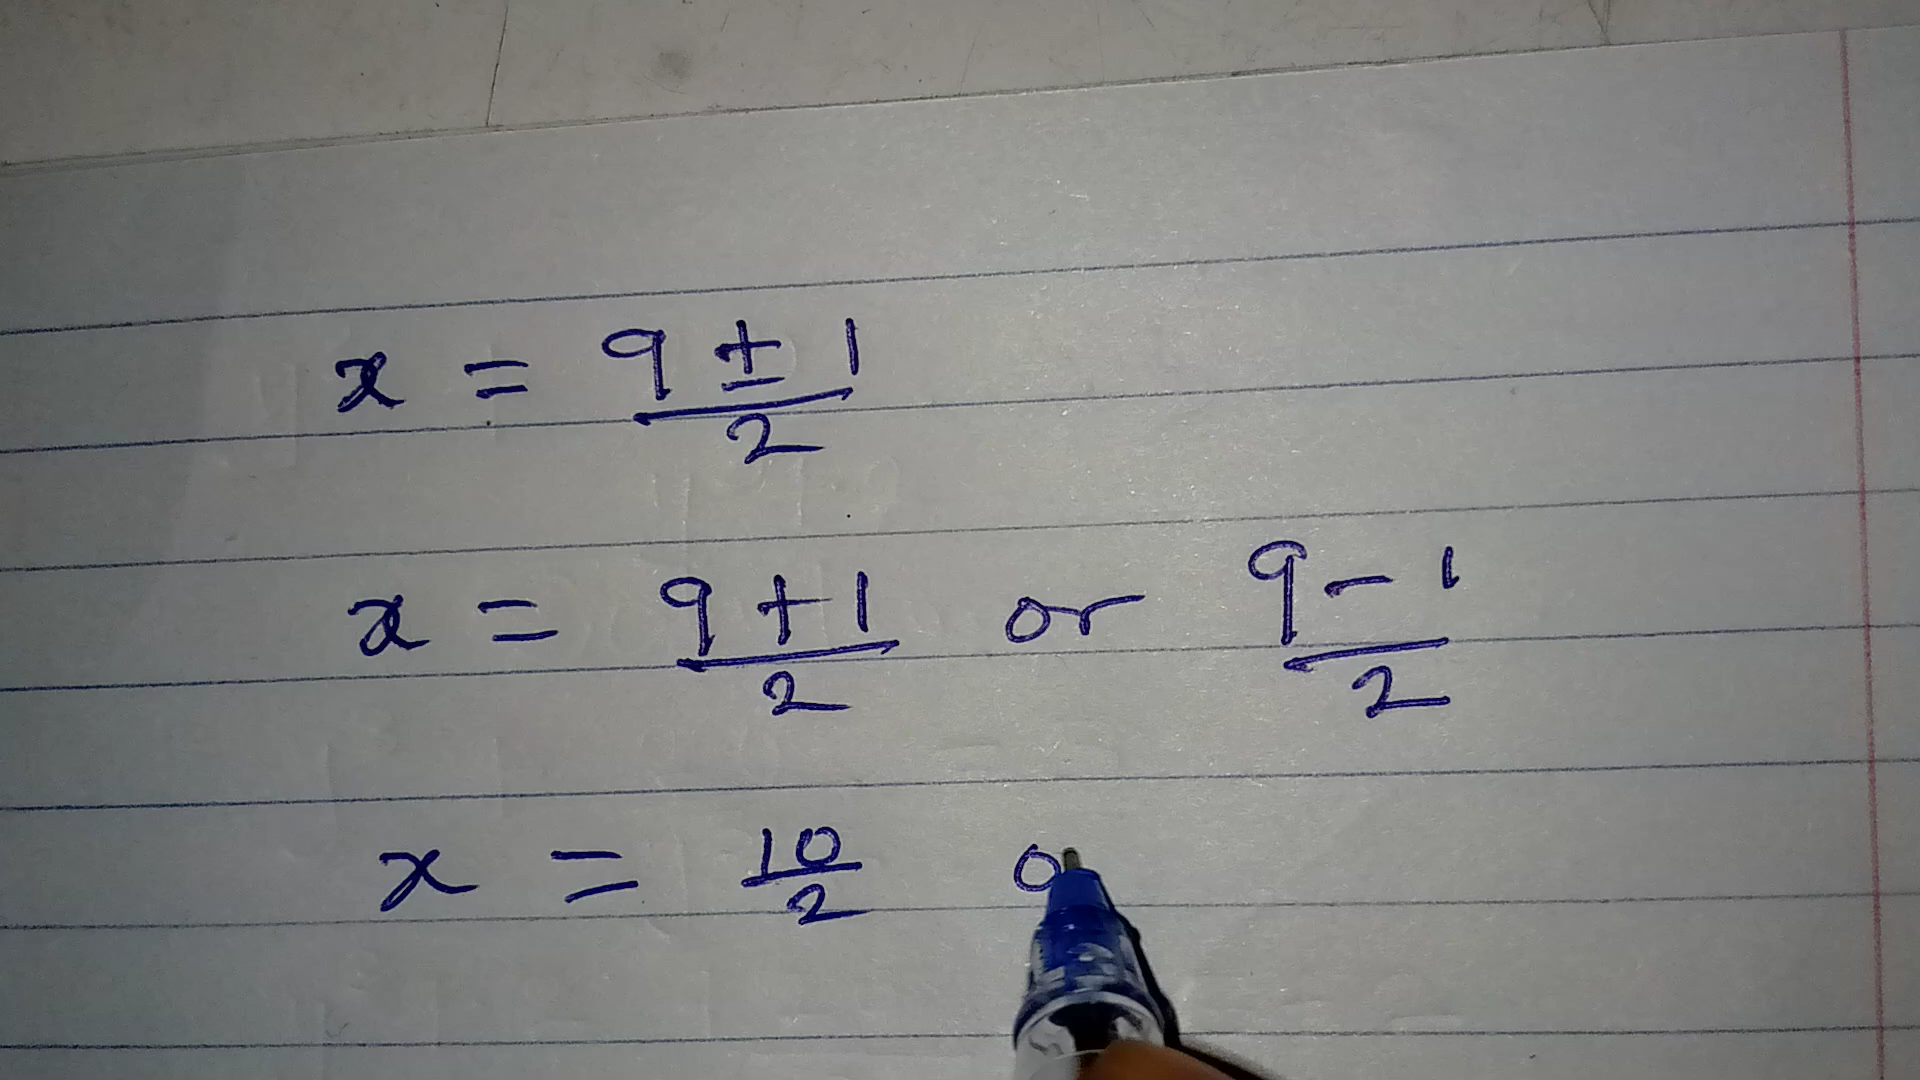 x = 9 ± 1 / 2
x = 9 + 1 / 2 or 9 - 1 / 2
x = 10 / 2 o